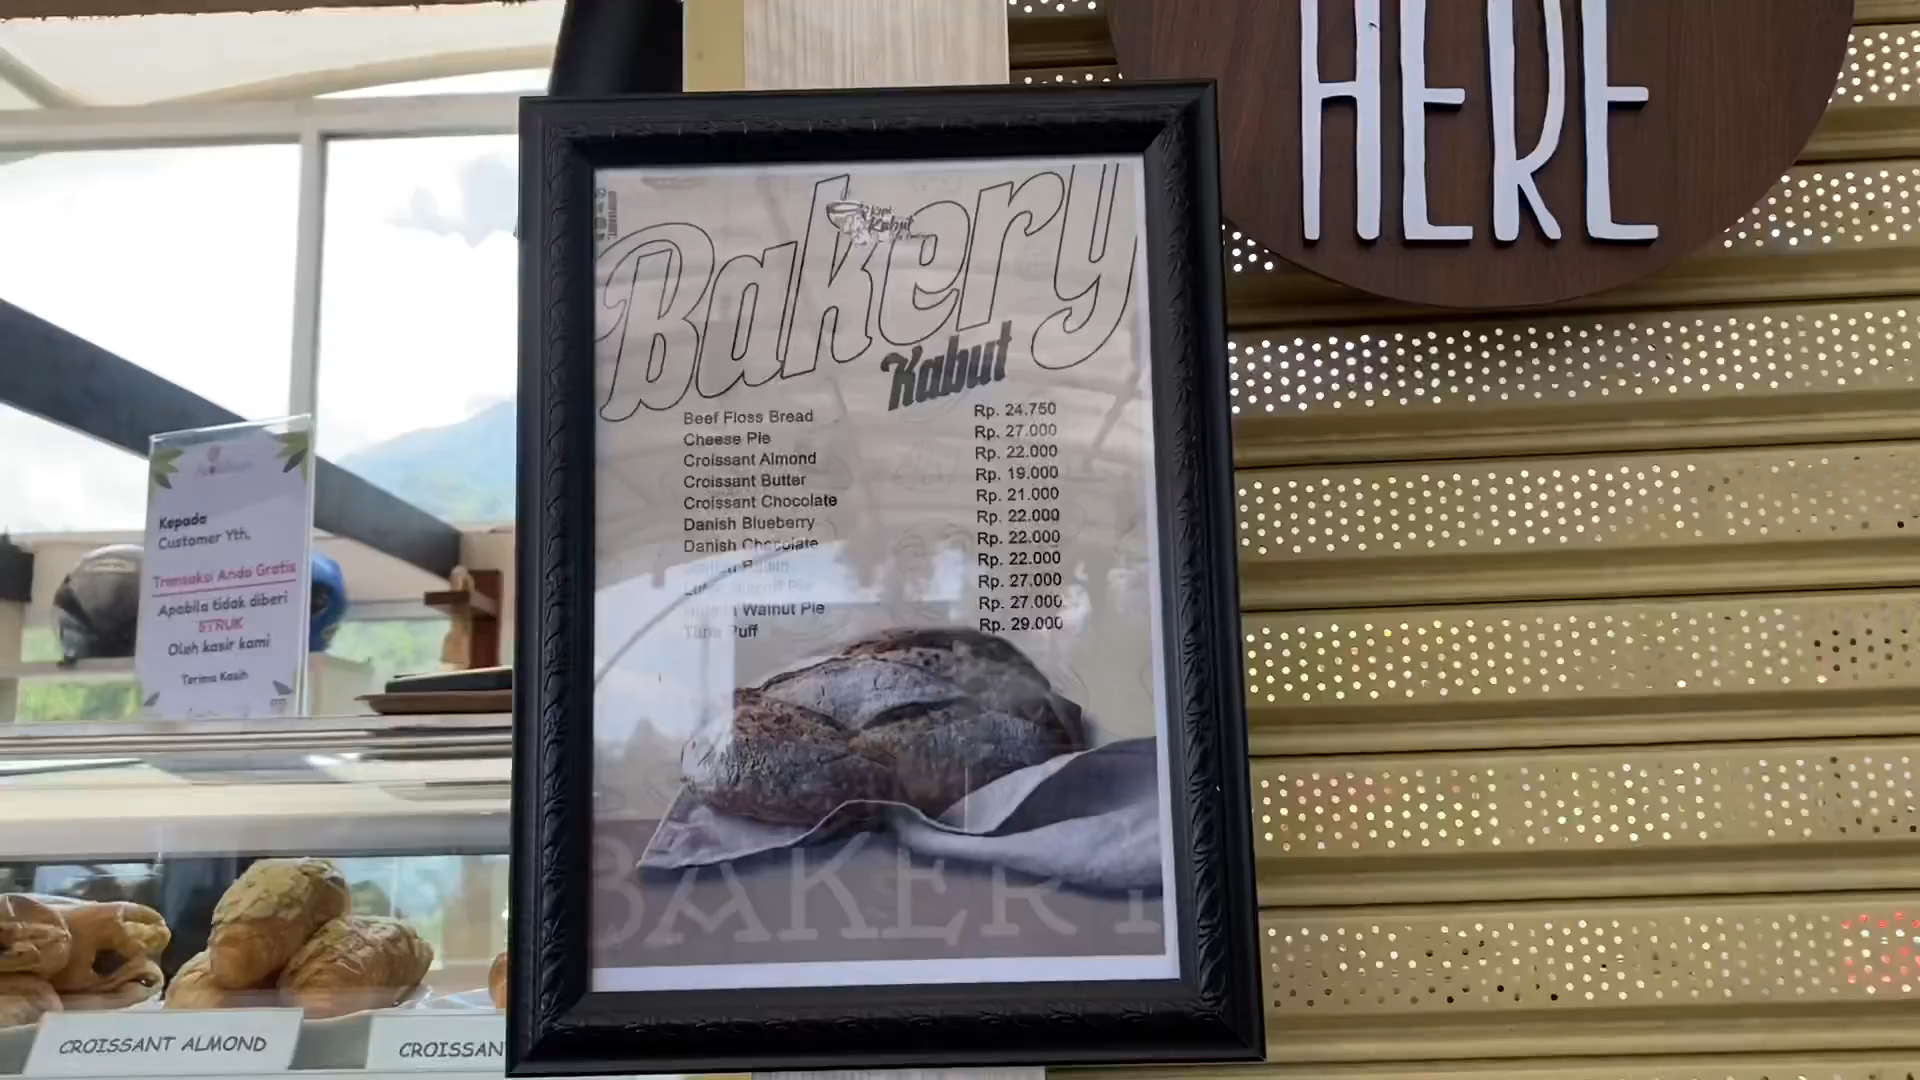 HERE
Kopi
Kabut
Bakery
Kabut
Beef Floss Bread Rp. 24.750
Cheese Pie Rp. 27.000
Croissant Almond Rp. 22.000
Croissant Butter Rp. 19.000
Croissant Chocolate Rp. 21.000
Danish Blueberry Rp. 22.000
Danish Chocolate Rp. 22.000
Rp. 22.000
Rp. 27.000
Walnut Pie Rp. 27.000
Puff Rp. 29.000
BAKERY
Kepada
Customer Yth,
Transaksi Anda Gratis
Apabila tidak diberi
STRUK
Oleh kasir kami
Terima Kasih
CROISSANT ALMOND
CROISSAN